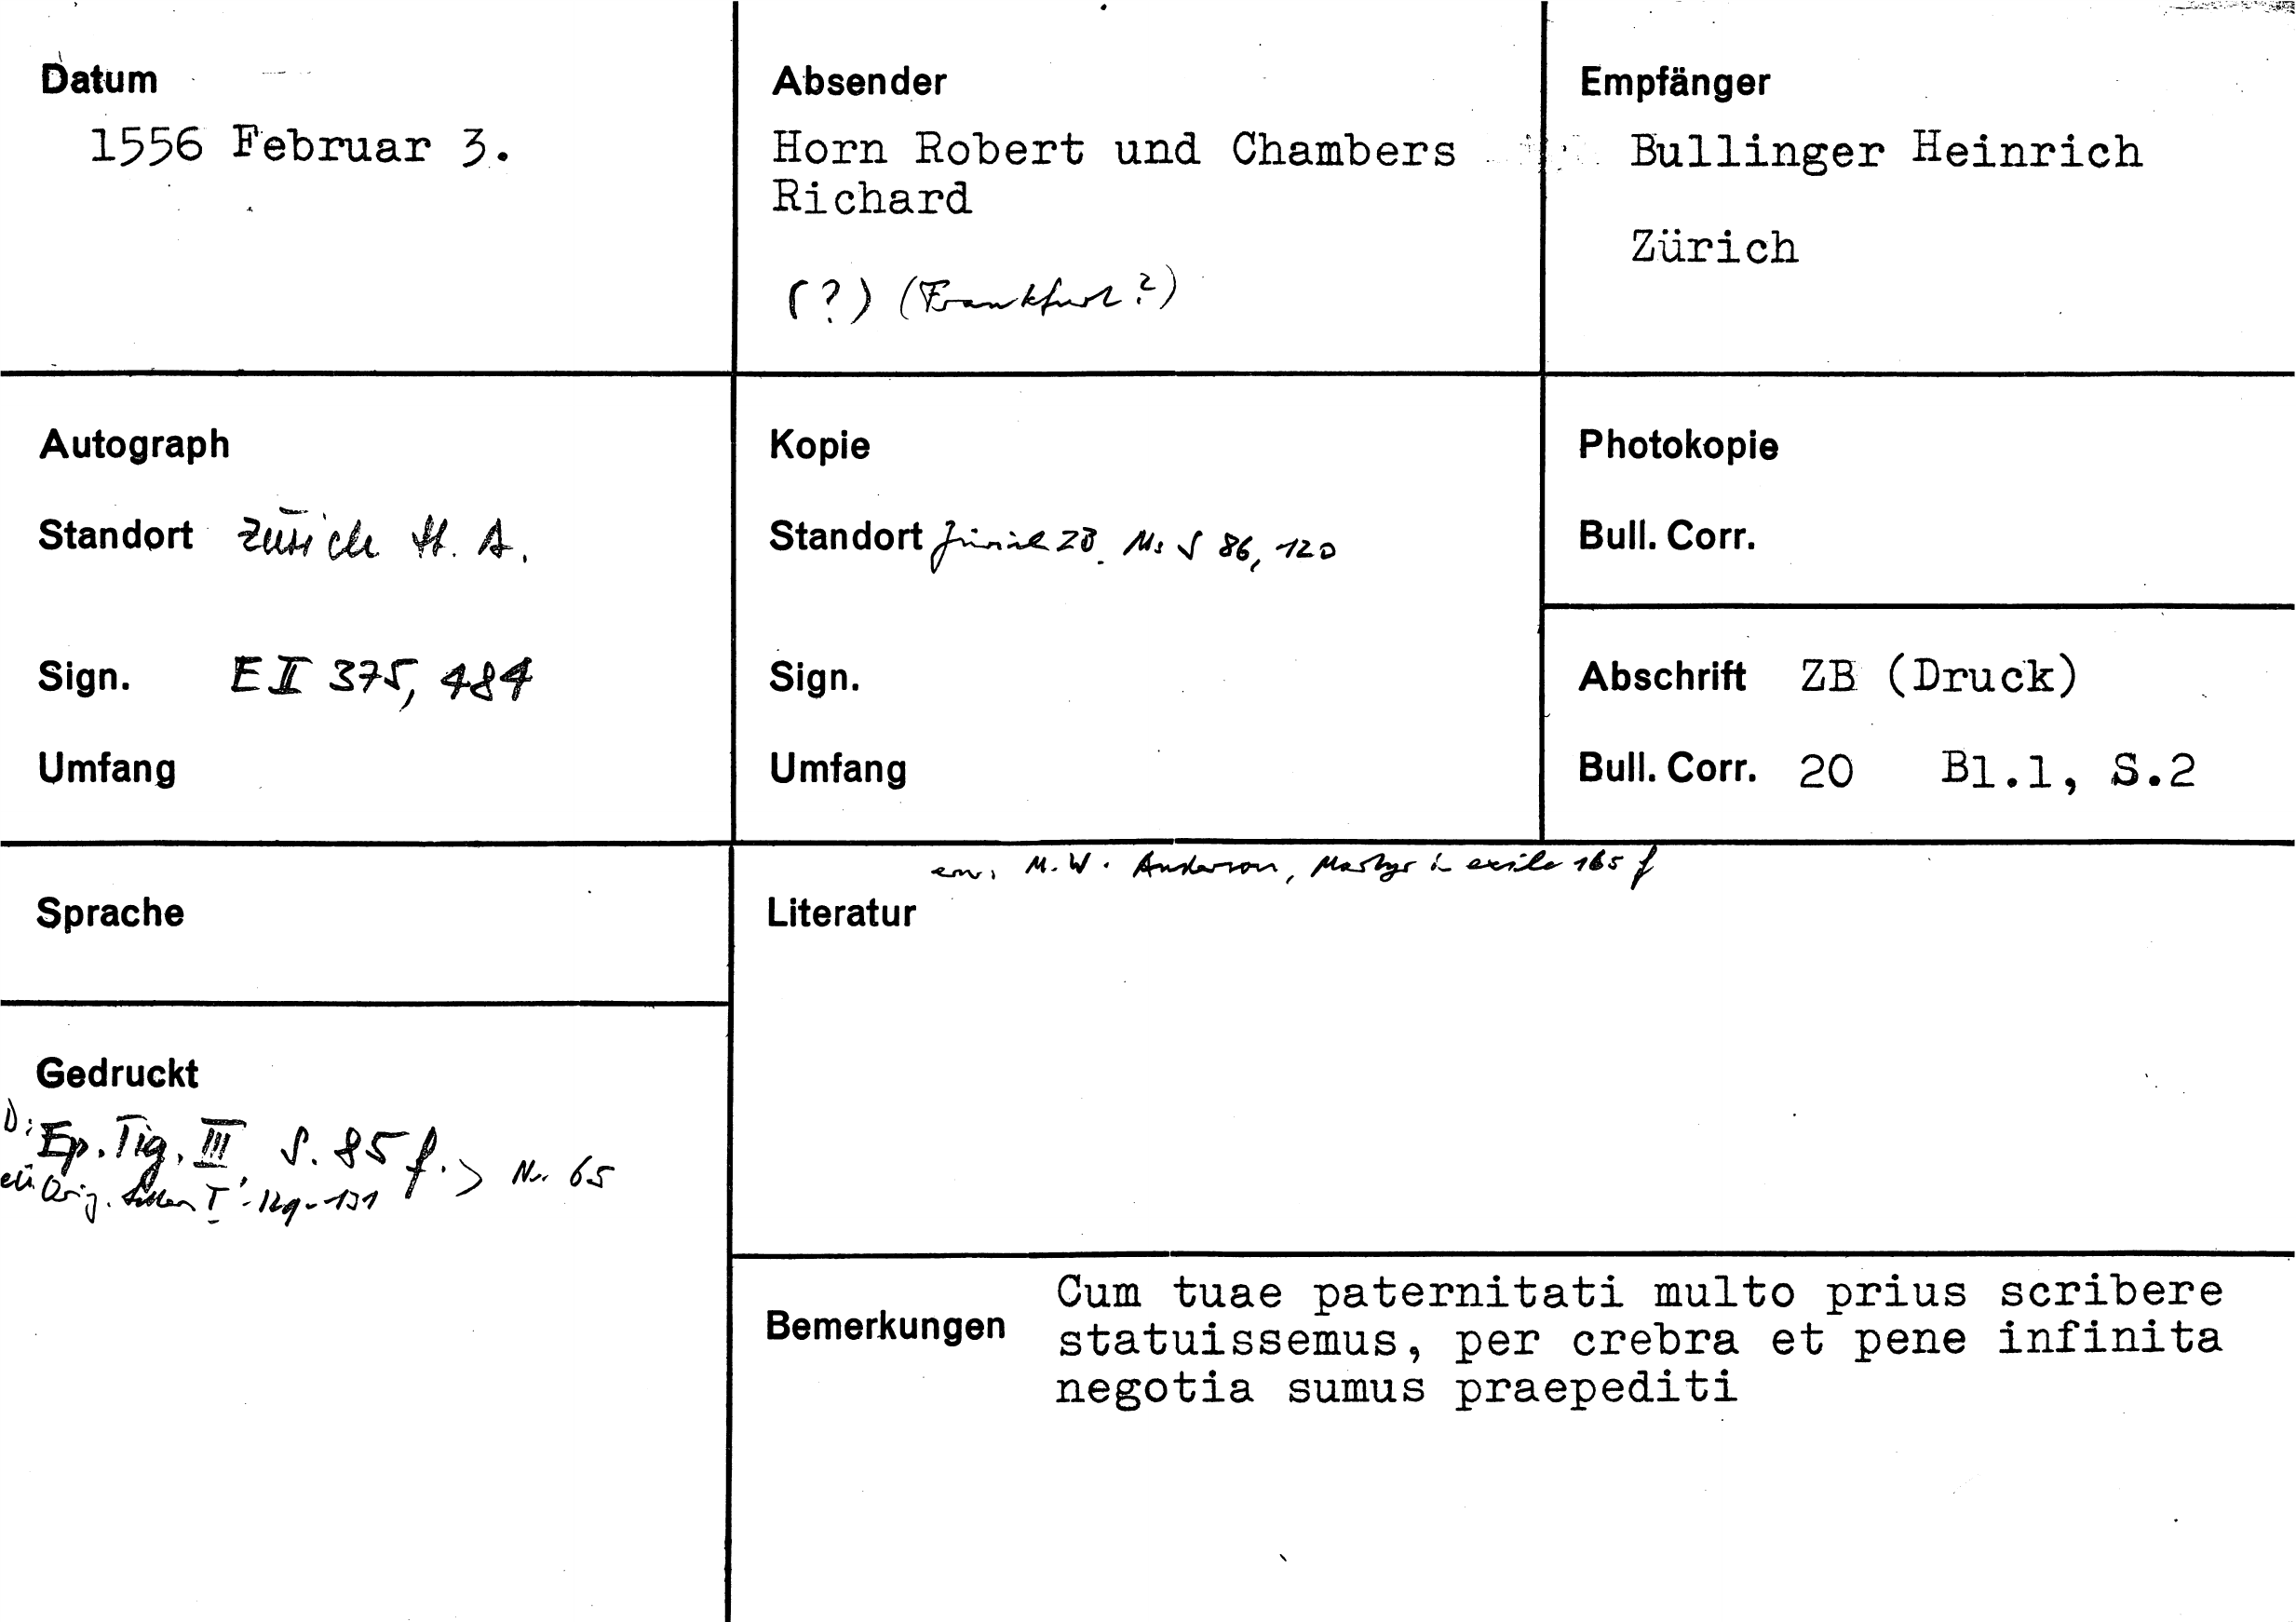 Datum
1556 Februar 3.
Absender
Horn Robert und Chambers
Richard
(?) (Frankfurt?)
Empfänger
Bullinger Heinrich
Zürich
Autograph
Standort Zürich St. A.
Sign. E II 375, 484
Umfang
Kopie
Standort Zürich ZB. Ms S 86, 120
Sign.
Umfang
Photokopie
Bull. Corr.
Abschrift ZB (Druck)
Bull. Corr. 20 Bl.1, S.2
Sprache
Gedruckt
D: Ep. Tig. III S. 85 f. > Nr. 65
Orig. Letters I 129-131
M. W. Anderson, Martyr in exile 165 f
Literatur
Bemerkungen
Cum tuae paternitati multo prius scribere
statuissemus, per crebra et pene infinita
negotia sumus praepediti